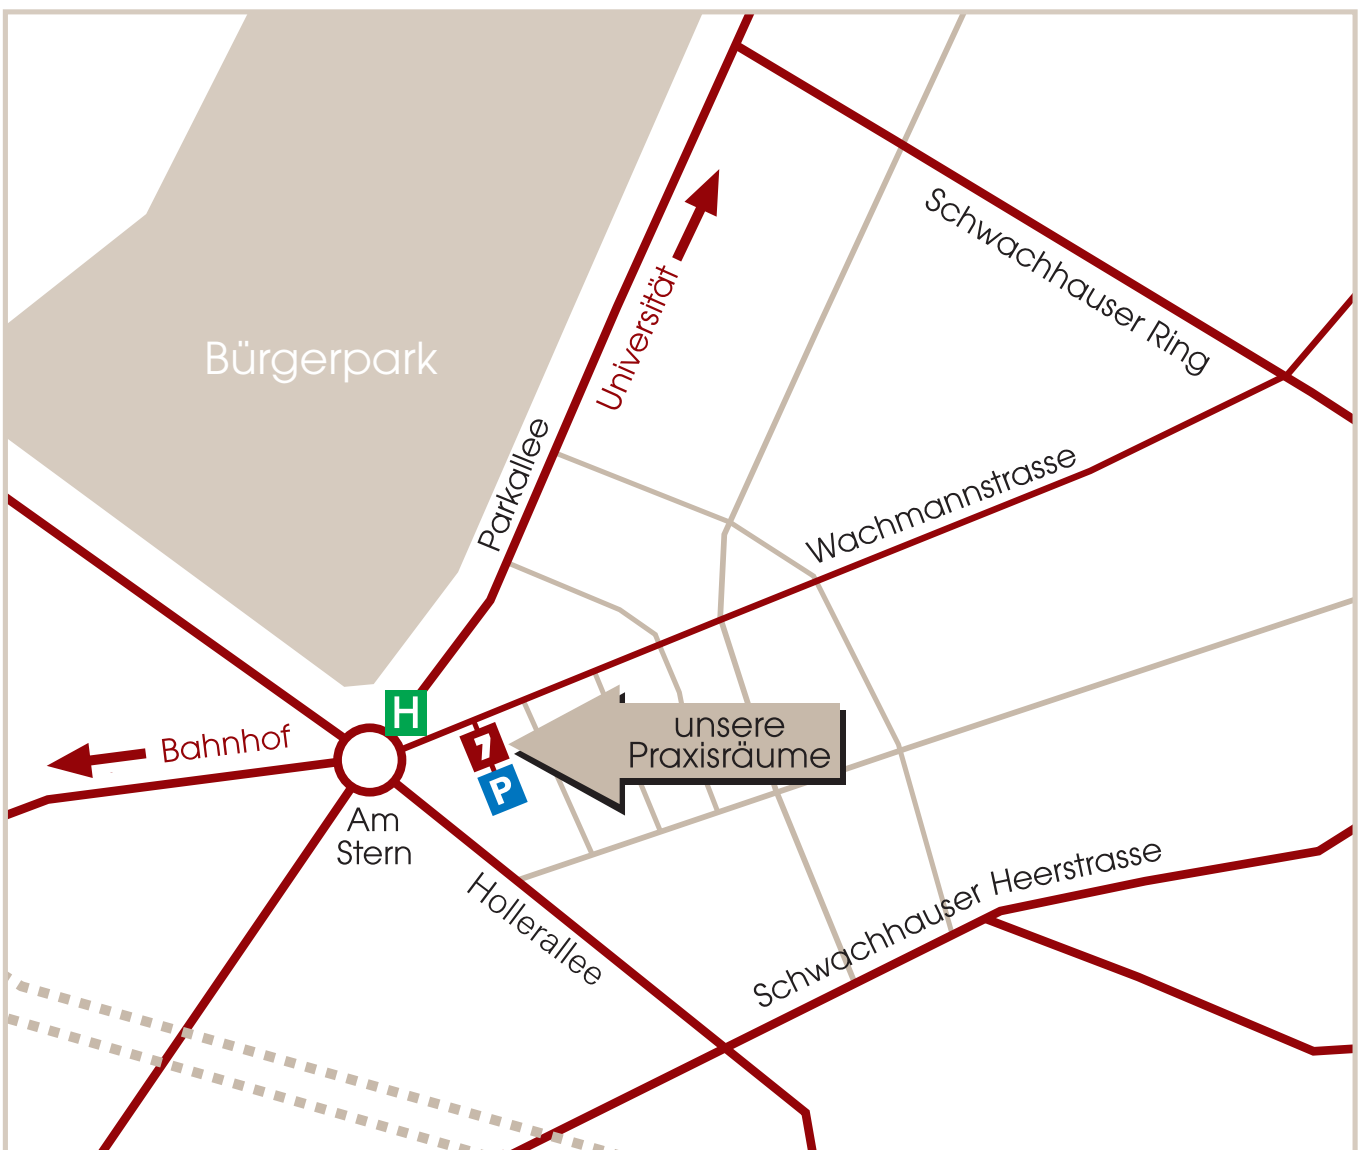 Schwachhauser Ring
Universität
Bürgerpark
Parkallee
Wachmannstrasse
H
unsere
Praxisräume
7
P
Bahnhof
Am
Stern
Hollerallee
Schwachhauser Heerstrasse